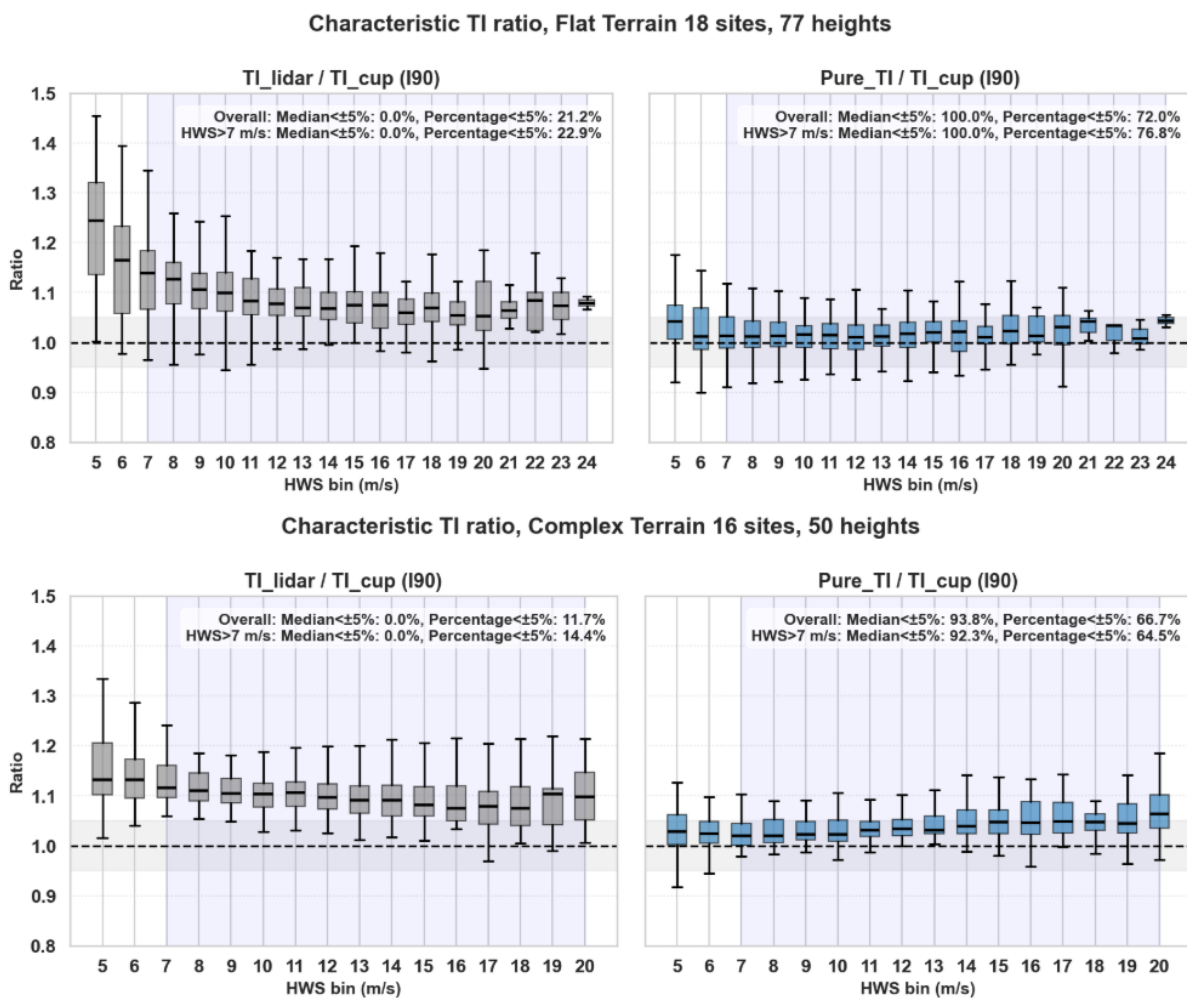 Characteristic TI ratio, Flat Terrain 18 sites, 77 heights
TI_lidar / TI_cup (I90)
Overall: Median<±5%: 0.0%, Percentage<±5%: 21.2%
HWS>7 m/s: Median<±5%: 0.0%, Percentage<±5%: 22.9%
Ratio
1.5
1.4
1.3
1.2
1.1
1.0
0.9
0.8
5 6 7 8 9 10 11 12 13 14 15 16 17 18 19 20 21 22 23 24
HWS bin (m/s)
Pure_TI / TI_cup (I90)
Overall: Median<±5%: 100.0%, Percentage<±5%: 72.0%
HWS>7 m/s: Median<±5%: 100.0%, Percentage<±5%: 76.8%
5 6 7 8 9 10 11 12 13 14 15 16 17 18 19 20 21 22 23 24
HWS bin (m/s)
Characteristic TI ratio, Complex Terrain 16 sites, 50 heights
TI_lidar / TI_cup (I90)
Overall: Median<±5%: 0.0%, Percentage<±5%: 11.7%
HWS>7 m/s: Median<±5%: 0.0%, Percentage<±5%: 14.4%
Ratio
1.5
1.4
1.3
1.2
1.1
1.0
0.9
0.8
5 6 7 8 9 10 11 12 13 14 15 16 17 18 19 20
HWS bin (m/s)
Pure_TI / TI_cup (I90)
Overall: Median<±5%: 93.8%, Percentage<±5%: 66.7%
HWS>7 m/s: Median<±5%: 92.3%, Percentage<±5%: 64.5%
5 6 7 8 9 10 11 12 13 14 15 16 17 18 19 20
HWS bin (m/s)